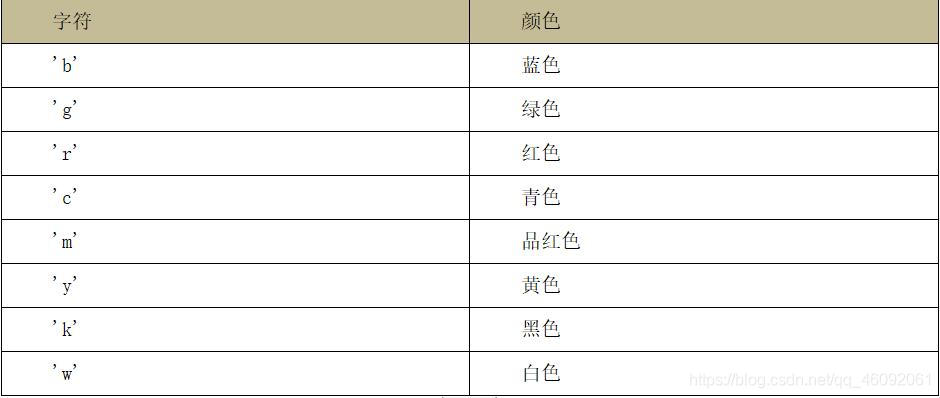 字符 颜色
'b' 蓝色
'g' 绿色
'r' 红色
'c' 青色
'm' 品红色
'y' 黄色
'k' 黑色
'w' 白色
https://blog.csdn.net/qq_46092061